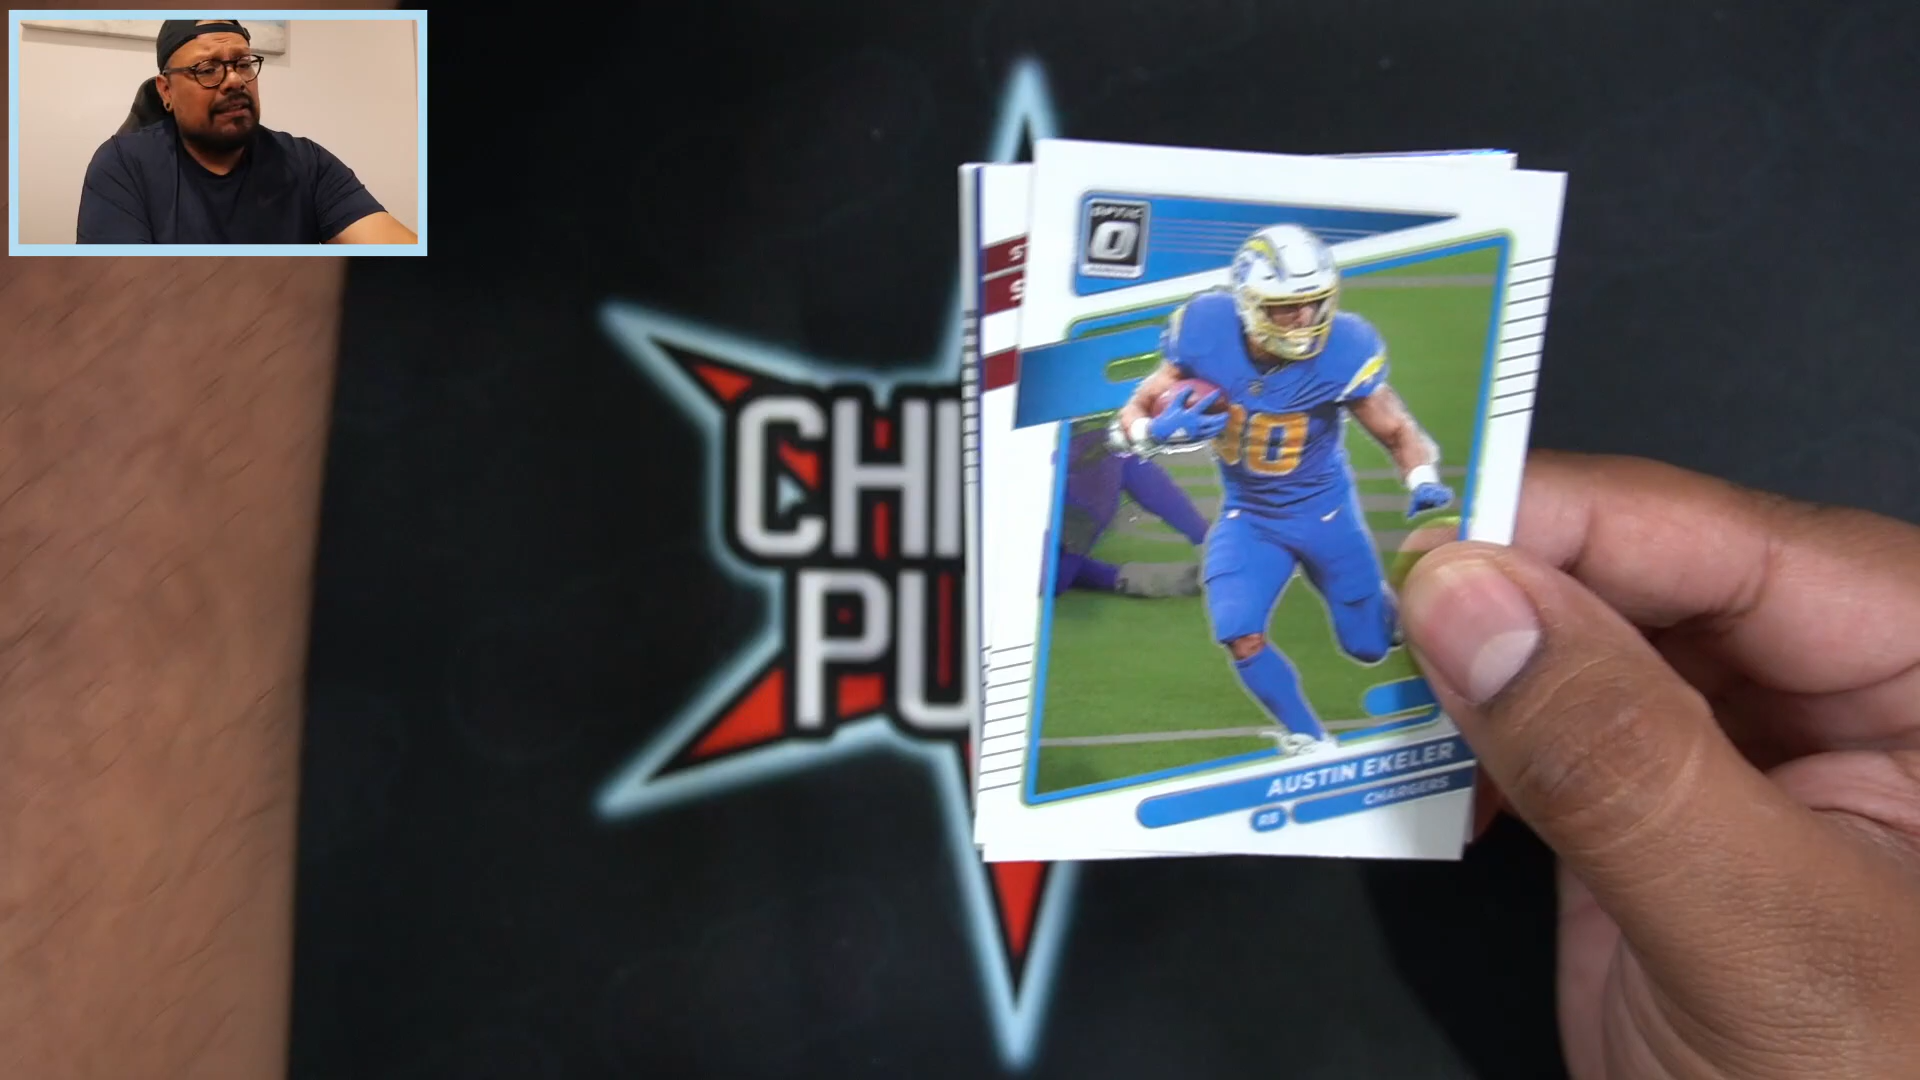 OPTIC
CHI
PU
AUSTIN EKELER
CHARGERS
RB